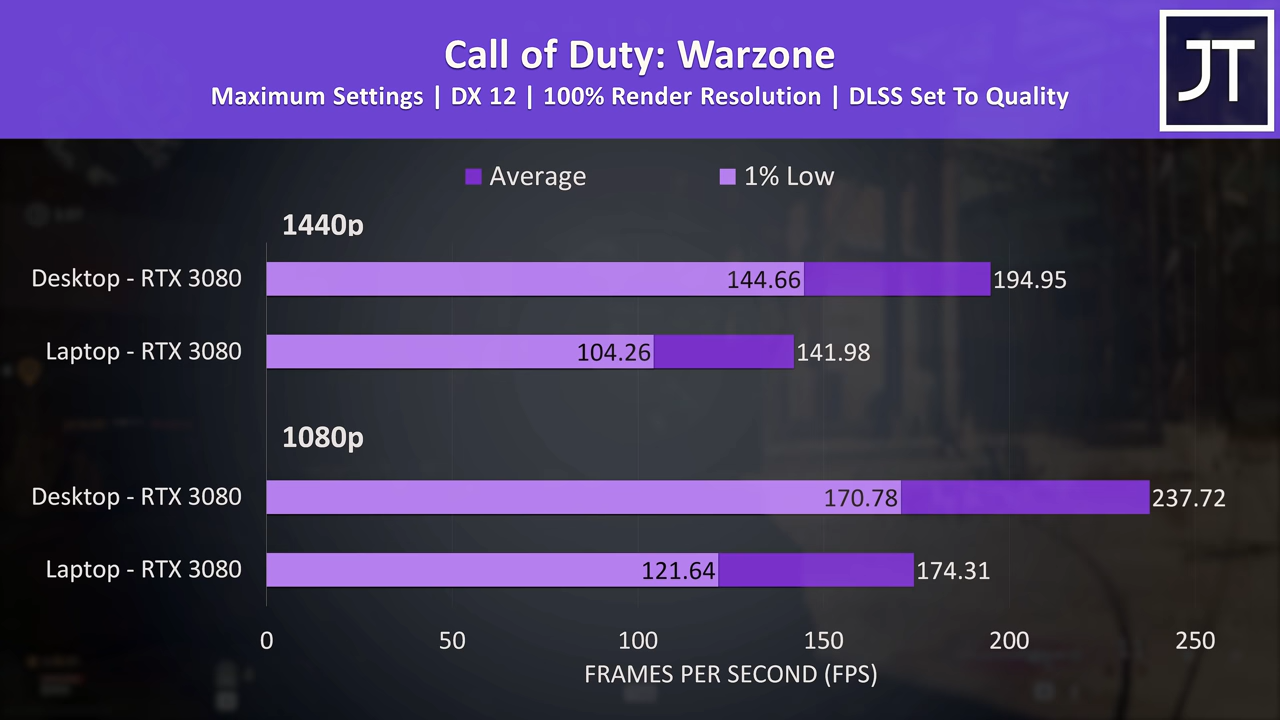 Call of Duty: Warzone
Maximum Settings | DX 12 | 100% Render Resolution | DLSS Set To Quality
JT
Average
1% Low
1440p
Desktop - RTX 3080
144.66
194.95
Laptop - RTX 3080
104.26
141.98
1080p
Desktop - RTX 3080
170.78
237.72
Laptop - RTX 3080
121.64
174.31
0 50 100 150 200 250
FRAMES PER SECOND (FPS)